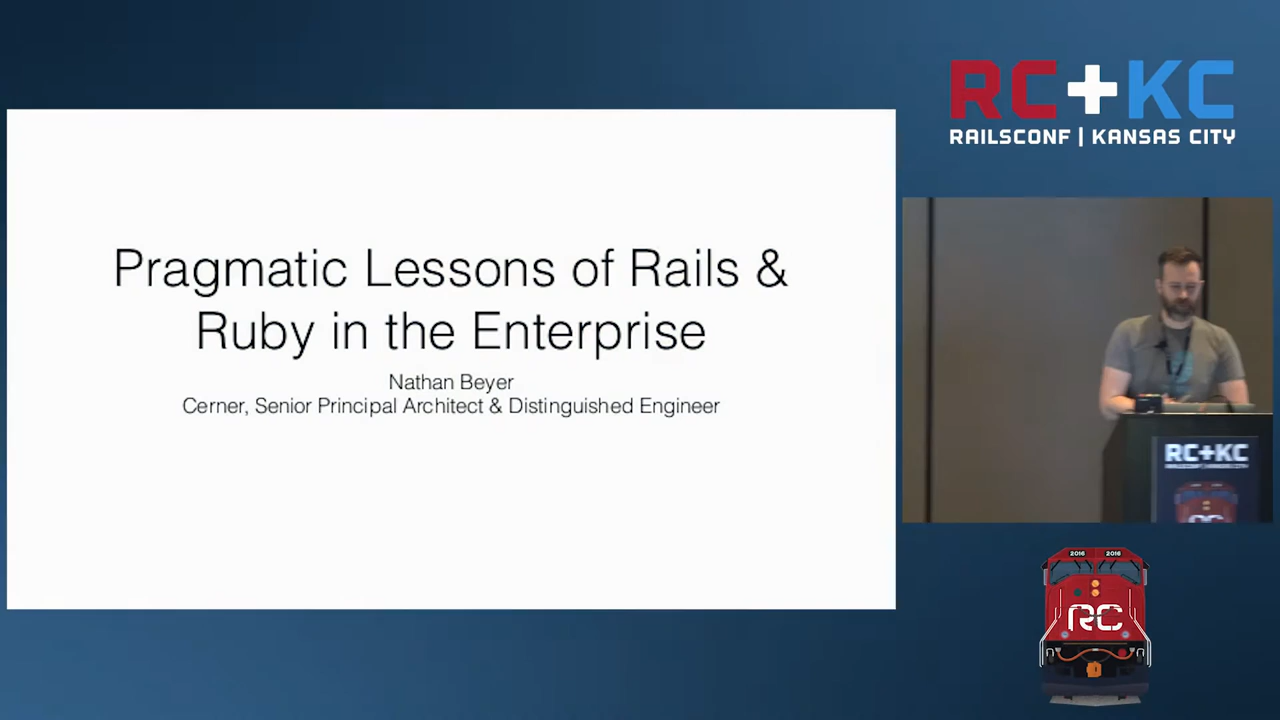 RC+KC
RAILSCONF | KANSAS CITY
Pragmatic Lessons of Rails &
Ruby in the Enterprise
Nathan Beyer
Cerner, Senior Principal Architect & Distinguished Engineer
RC+KC
2016 2016
RC